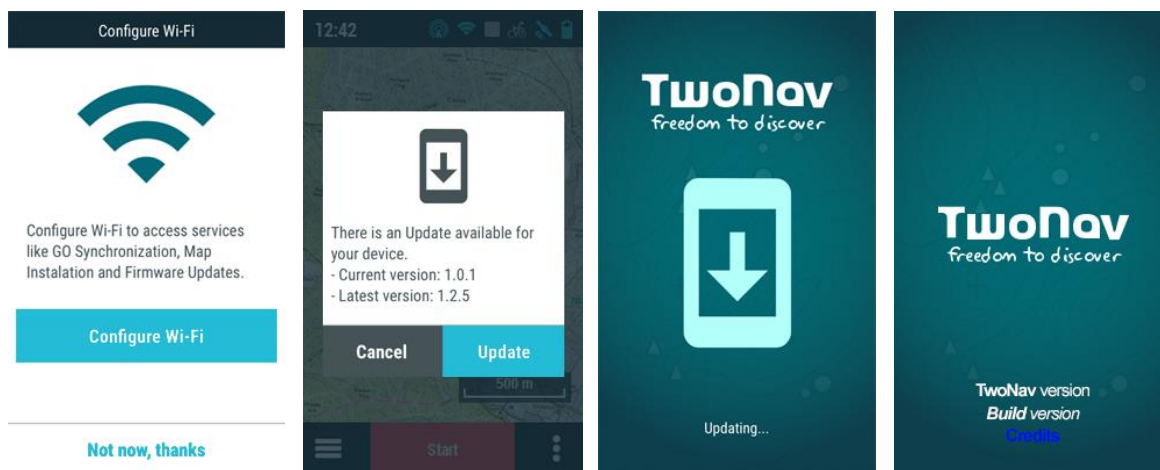 Configure Wi-Fi
Configure Wi-Fi to access services
like GO Synchronization, Map
Instalation and Firmware Updates.
Configure Wi-Fi
Not now, thanks
12:42
There is an Update available for
your device.
- Current version: 1.0.1
- Latest version: 1.2.5
Cancel
Update
500 m
Start
TwoNav
freedom to discover
Updating...
TwoNav
freedom to discover
TwoNav version
Build version
Credits